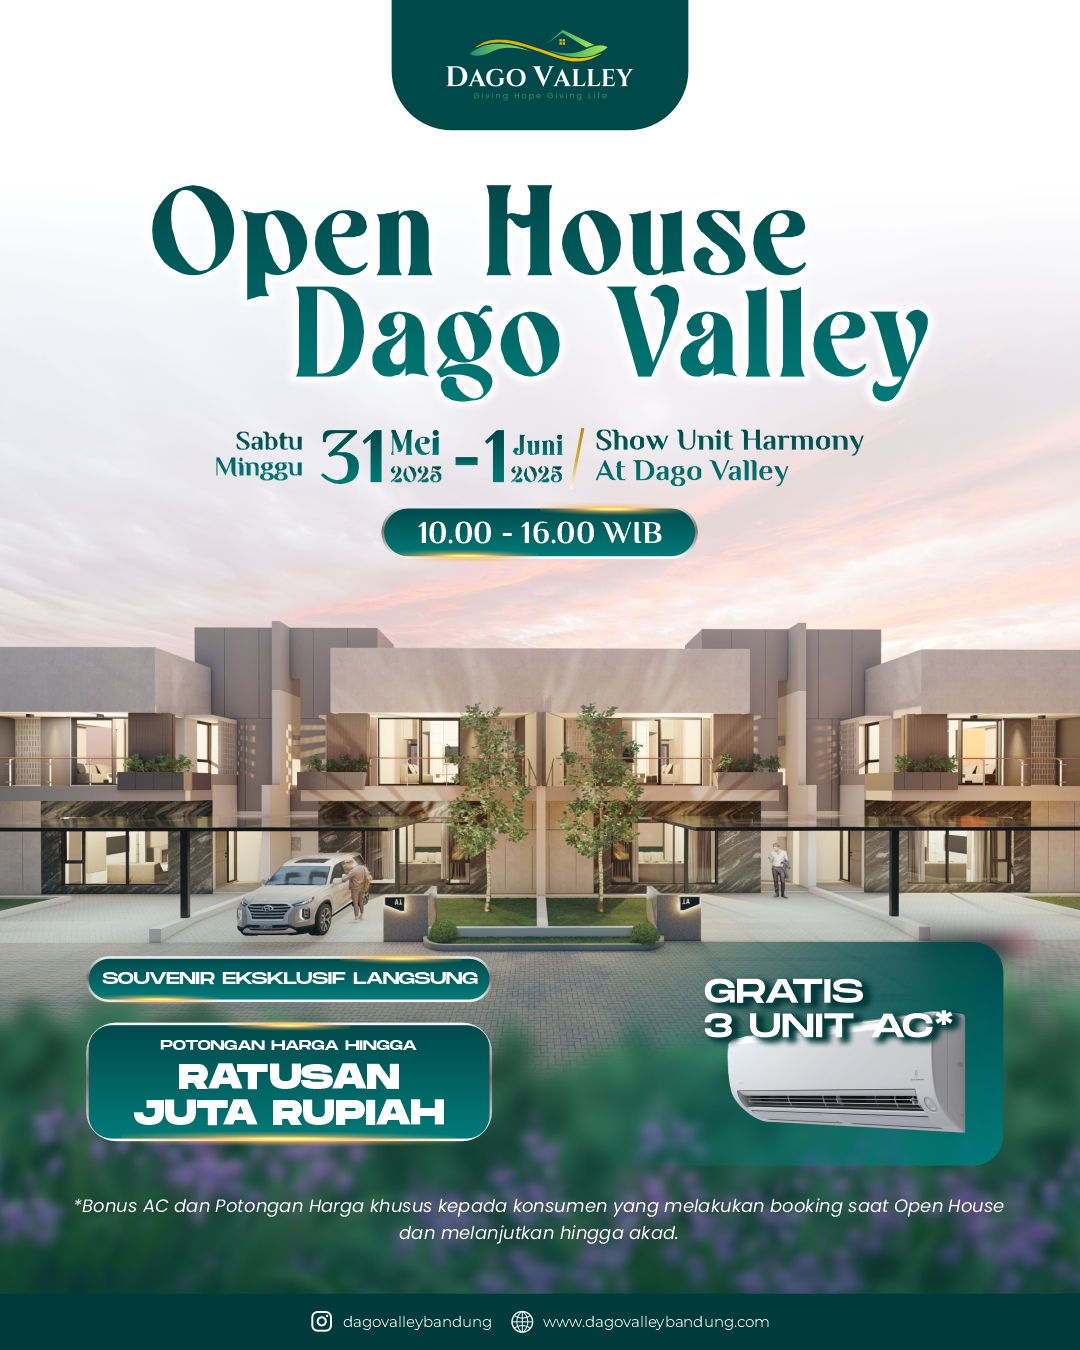 DAGO VALLEY
Giving Hope Giving Life
Open House
Dago Valley
Sabtu
Minggu
31 Mei 2025 - 1 Juni 2025
Show Unit Harmony
At Dago Valley
10.00 - 16.00 WIB
A1
1A
SOUVENIR EKSKLUSIF LANGSUNG
POTONGAN HARGA HINGGA
RATUSAN
JUTA RUPIAH
GRATIS
3 UNIT AC*
*Bonus AC dan Potongan Harga khusus kepada konsumen yang melakukan booking saat Open House
dan melanjutkan hingga akad.
dagovalleybandung
www.dagovalleybandung.com